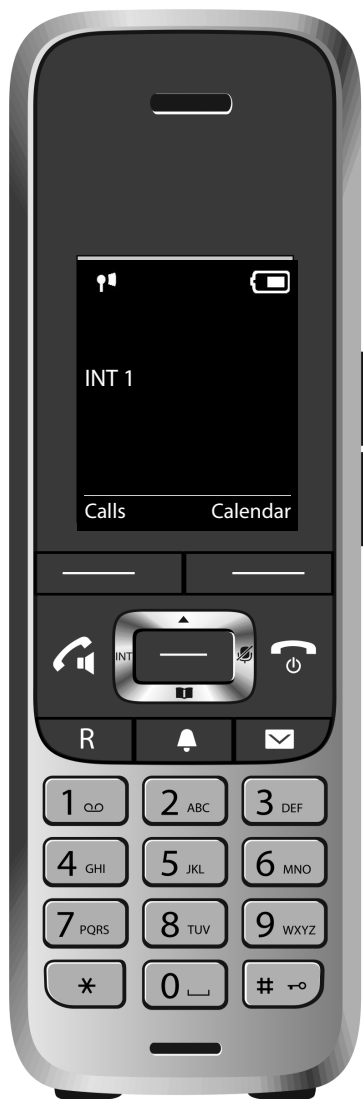 INT 1
Calls Calendar
INT
R
1 2 ABC 3 DEF
4 GHI 5 JKL 6 MNO
7 PQRS 8 TUV 9 WXYZ
* 0 #